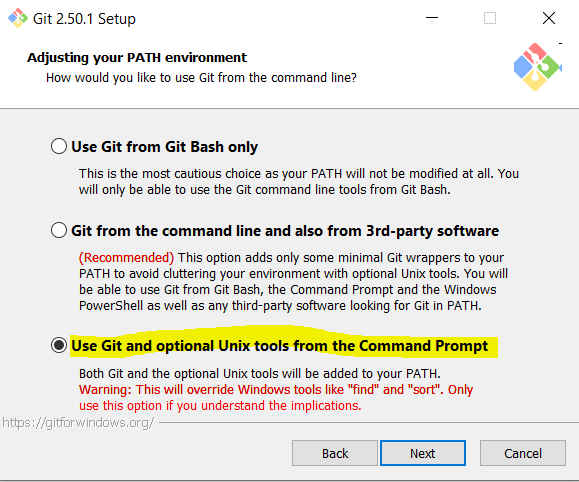 Git 2.50.1 Setup
Adjusting your PATH environment
How would you like to use Git from the command line?
Use Git from Git Bash only
This is the most cautious choice as your PATH will not be modified at all. You
will only be able to use the Git command line tools from Git Bash.
Git from the command line and also from 3rd-party software
(Recommended) This option adds only some minimal Git wrappers to your
PATH to avoid cluttering your environment with optional Unix tools. You will
be able to use Git from Git Bash, the Command Prompt and the Windows
PowerShell as well as any third-party software looking for Git in PATH.
Use Git and optional Unix tools from the Command Prompt
Both Git and the optional Unix tools will be added to your PATH.
Warning: This will override Windows tools like "find" and "sort". Only
use this option if you understand the implications.
https://gitforwindows.org/
Back
Next
Cancel